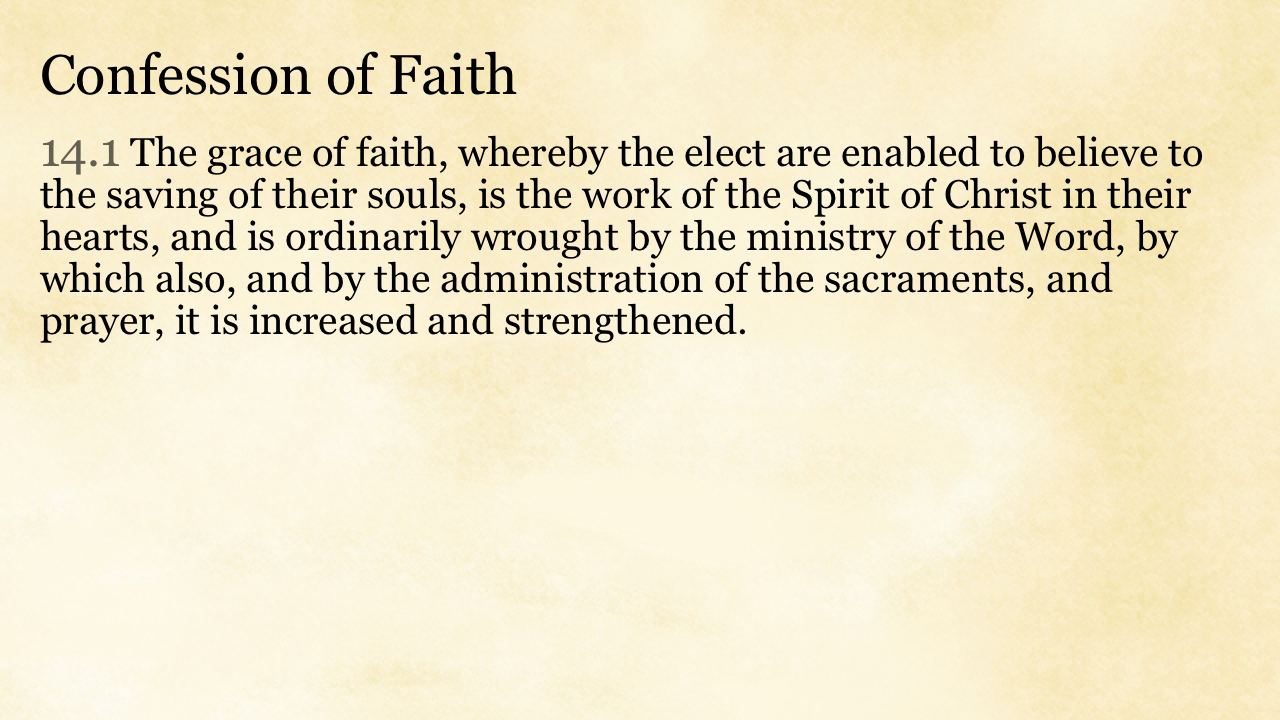 Confession of Faith
14.1 The grace of faith, whereby the elect are enabled to believe to
the saving of their souls, is the work of the Spirit of Christ in their
hearts, and is ordinarily wrought by the ministry of the Word, by
which also, and by the administration of the sacraments, and
prayer, it is increased and strengthened.